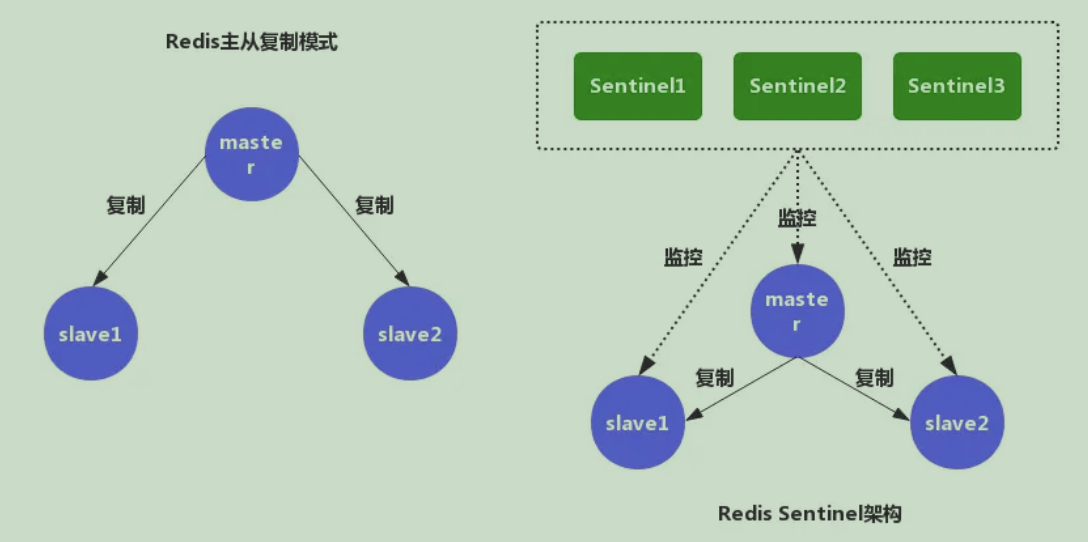 Redis主从复制模式
maste
r
复制
复制
slave1
slave2
Sentinel1
Sentinel2
Sentinel3
监控
监控
监控
maste
r
复制
复制
slave1
slave2
Redis Sentinel架构